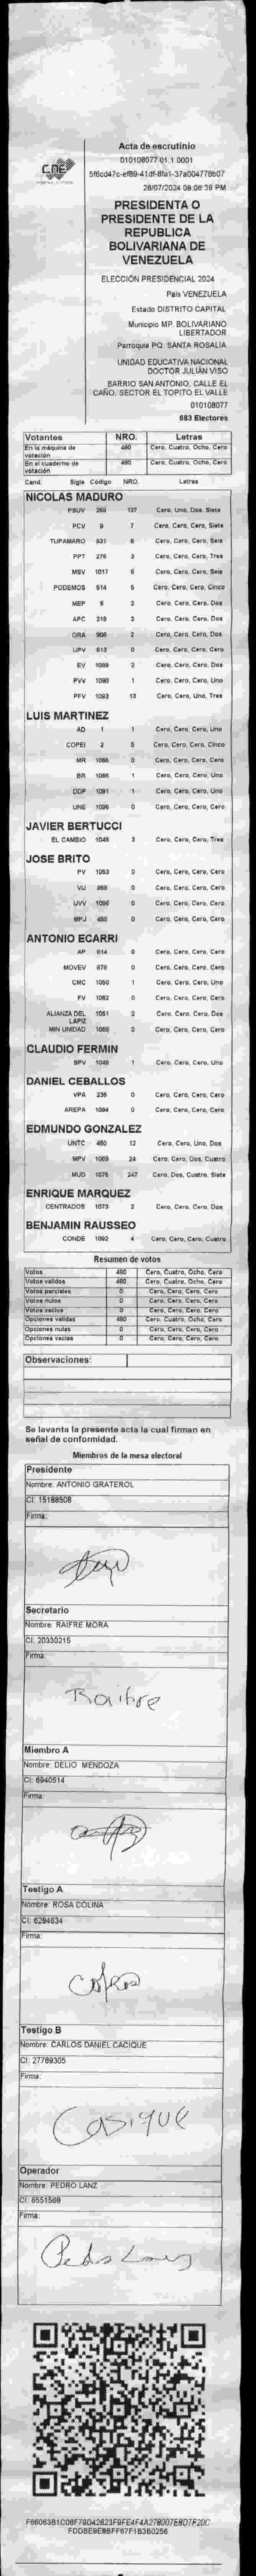 CNE
Acta de escrutinio
010108077.01.1.0001
28/07/2024 08:08:39 PM
PRESIDENTA O
PRESIDENTE DE LA
REPUBLICA
BOLIVARIANA DE
VENEZUELA
ELECCIÓN PRESIDENCIAL 2024
País VENEZUELA
Estado DISTRITO CAPITAL
Municipio MP. BOLIVARIANO
LIBERTADOR
Parroquia PQ. SANTA ROSALIA
UNIDAD EDUCATIVA NACIONAL
DOCTOR JULIÁN VISO
BARRIO SAN ANTONIO, CALLE EL
CAÑO, SECTOR EL TOPITO EL VALLE
010108077
683 Electores
Votantes NRO. Letras
En la máquina de votación 480 Cero, Cuatro, Ocho, Cero
En el cuaderno de votación 480 Cero, Cuatro, Ocho, Cero
Cand. Sigla Código NRO. Letras
NICOLAS MADURO
PSUV 269 127 Cero, Uno, Dos, Siete
PCV 9 7 Cero, Cero, Cero, Siete
TUPAMARO 931 6 Cero, Cero, Cero, Seis
PPT 276 3 Cero, Cero, Cero, Tres
MSV 1017 6 Cero, Cero, Cero, Seis
PODEMOS 514 5 Cero, Cero, Cero, Cinco
MEP 6 2 Cero, Cero, Cero, Dos
APC 219 2 Cero, Cero, Cero, Dos
ORA 906 2 Cero, Cero, Cero, Dos
UPV 513 0 Cero, Cero, Cero, Cero
EV 1089 2 Cero, Cero, Cero, Dos
PVV 1090 1 Cero, Cero, Cero, Uno
PFV 1093 13 Cero, Cero, Uno, Tres
LUIS MARTINEZ
AD 1 1 Cero, Cero, Cero, Uno
COPEI 2 5 Cero, Cero, Cero, Cinco
MR 1065 0 Cero, Cero, Cero, Cero
BR 1066 1 Cero, Cero, Cero, Uno
DDP 1091 1 Cero, Cero, Cero, Uno
UNE 1095 0 Cero, Cero, Cero, Cero
JAVIER BERTUCCI
EL CAMBIO 1048 3 Cero, Cero, Cero, Tres
JOSE BRITO
PV 1053 0 Cero, Cero, Cero, Cero
VU 868 0 Cero, Cero, Cero, Cero
UVV 1096 0 Cero, Cero, Cero, Cero
MPJ 458 0 Cero, Cero, Cero, Cero
ANTONIO ECARRI
AP 614 0 Cero, Cero, Cero, Cero
MOVEV 979 0 Cero, Cero, Cero, Cero
CMC 1050 1 Cero, Cero, Cero, Uno
FV 1062 0 Cero, Cero, Cero, Cero
ALIANZA DEL LAPIZ 1051 2 Cero, Cero, Cero, Dos
MIN UNIDAD 1068 0 Cero, Cero, Cero, Cero
CLAUDIO FERMIN
SPV 1049 1 Cero, Cero, Cero, Uno
DANIEL CEBALLOS
VPA 236 0 Cero, Cero, Cero, Cero
AREPA 1094 0 Cero, Cero, Cero, Cero
EDMUNDO GONZALEZ
UNTC 460 12 Cero, Cero, Uno, Dos
MPV 1069 24 Cero, Cero, Dos, Cuatro
MUD 1075 247 Cero, Dos, Cuatro, Siete
ENRIQUE MARQUEZ
CENTRADOS 1073 2 Cero, Cero, Cero, Dos
BENJAMIN RAUSSEO
CONDE 1092 4 Cero, Cero, Cero, Cuatro
Resumen de votos
Votos 480 Cero, Cuatro, Ocho, Cero
Votos validos 480 Cero, Cuatro, Ocho, Cero
Votos parciales 0 Cero, Cero, Cero, Cero
Votos nulos 0 Cero, Cero, Cero, Cero
Votos vacios 0 Cero, Cero, Cero, Cero
Opciones validas 480 Cero, Cuatro, Ocho, Cero
Opciones nulas 0 Cero, Cero, Cero, Cero
Opciones vacias 0 Cero, Cero, Cero, Cero
Observaciones:
Se levanta la presente acta la cual firman en
señal de conformidad.
Miembros de la mesa electoral
Presidente
Nombre: ANTONIO GRATEROL
CI: 15188508
Firma:
Secretario
Nombre: RAIFRE MORA
CI: 20330215
Firma:
Raifre
Miembro A
Nombre: DELIO MENDOZA
CI: 6940514
Firma:
Testigo A
Nombre: ROSA COLINA
CI: 6284634
Firma:
Testigo B
Nombre: CARLOS DANIEL CACIQUE
CI: 27789305
Firma:
Casique
Operador
Nombre: PEDRO LANZ
CI: 6551568
Firma:
Pedro Lanz